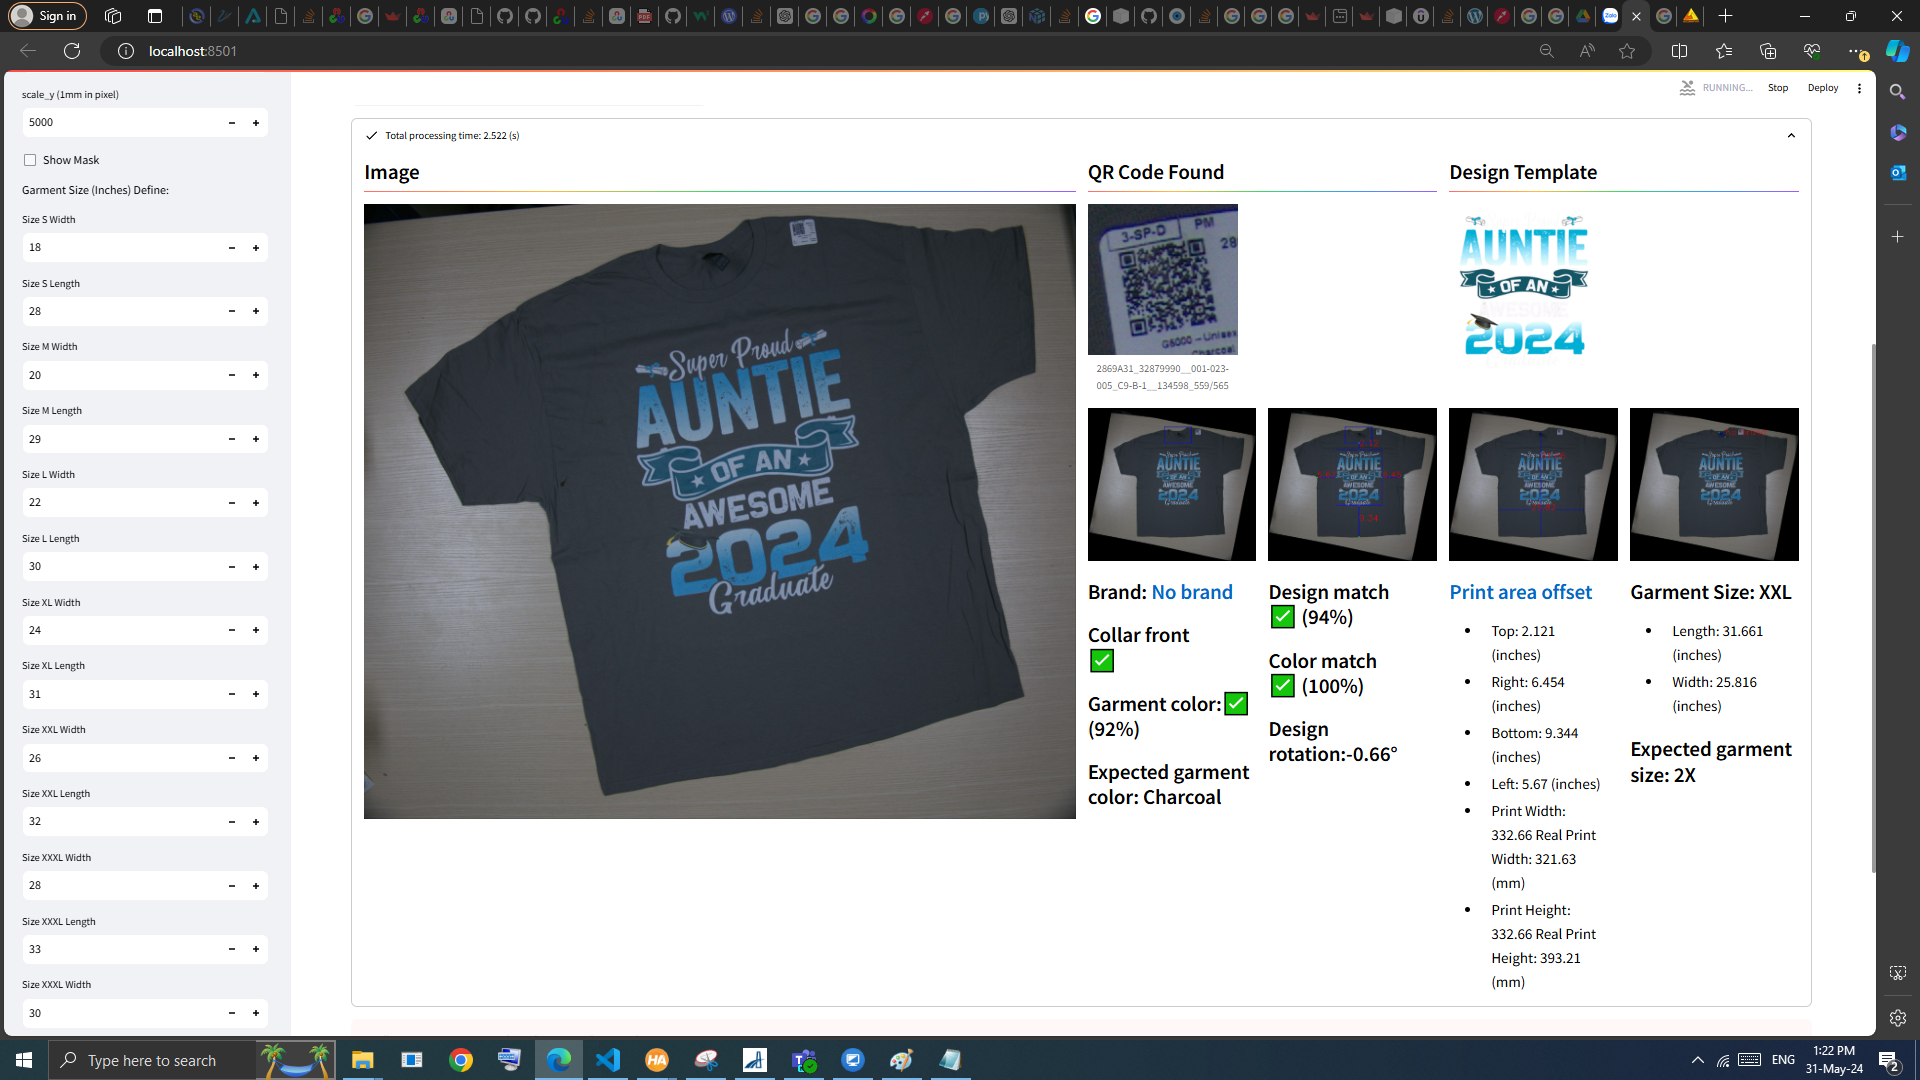 Sign in
localhost:8501
scale_y (1mm in pixel)
5000
Show Mask
Garment Size (Inches) Define:
Size S Width
18
Size S Length
28
Size M Width
20
Size M Length
29
Size L Width
22
Size L Length
30
Size XL Width
24
Size XL Length
31
Size XXL Width
26
Size XXL Length
32
Size XXXL Width
28
Size XXXL Length
33
Size XXXL Width
30
RUNNING...
Stop
Deploy
Total processing time: 2.522 (s)
Image
Super Proud
AUNTIE
OF AN
AWESOME
2024
Graduate
QR Code Found
3-SP-D PM
28
G5000 - Unisex
Charcoal
2869A31_32879990__001-023-
005_C9-B-1__134598_559/565
Design Template
AUNTIE
OF AN
AWESOME
2024
Brand: No brand
Collar front
Garment color:
(92%)
Expected garment
color: Charcoal
Design match
(94%)
Color match
(100%)
Design
rotation:-0.66°
Print area offset
Top: 2.121
(inches)
Right: 6.454
(inches)
Bottom: 9.344
(inches)
Left: 5.67 (inches)
Print Width:
332.66 Real Print
Width: 321.63
(mm)
Print Height:
332.66 Real Print
Height: 393.21
(mm)
Garment Size: XXL
Length: 31.661
(inches)
Width: 25.816
(inches)
Expected garment
size: 2X
Type here to search
ENG
1:22 PM
31-May-24
2